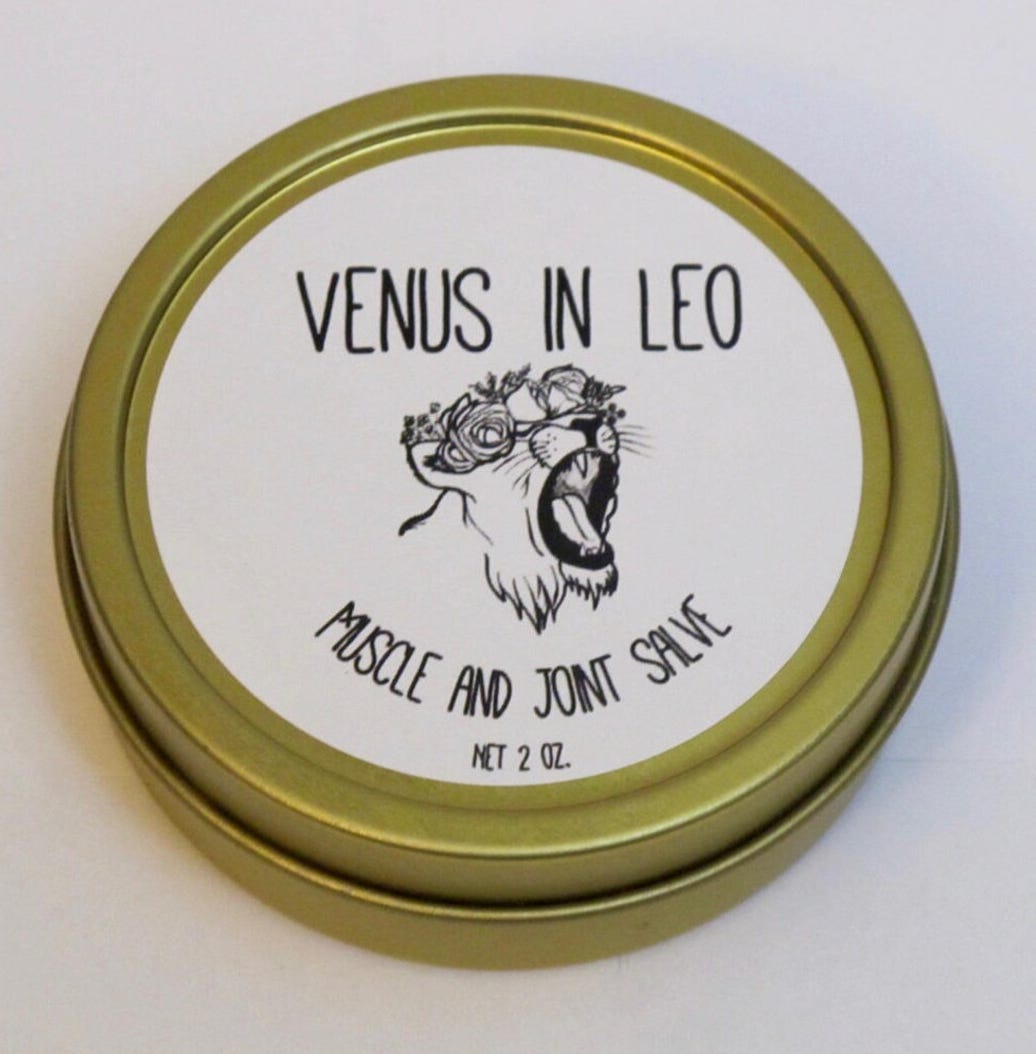 VENUS IN LEO
MUSCLE AND JOINT SALVE
NET 2 OZ.